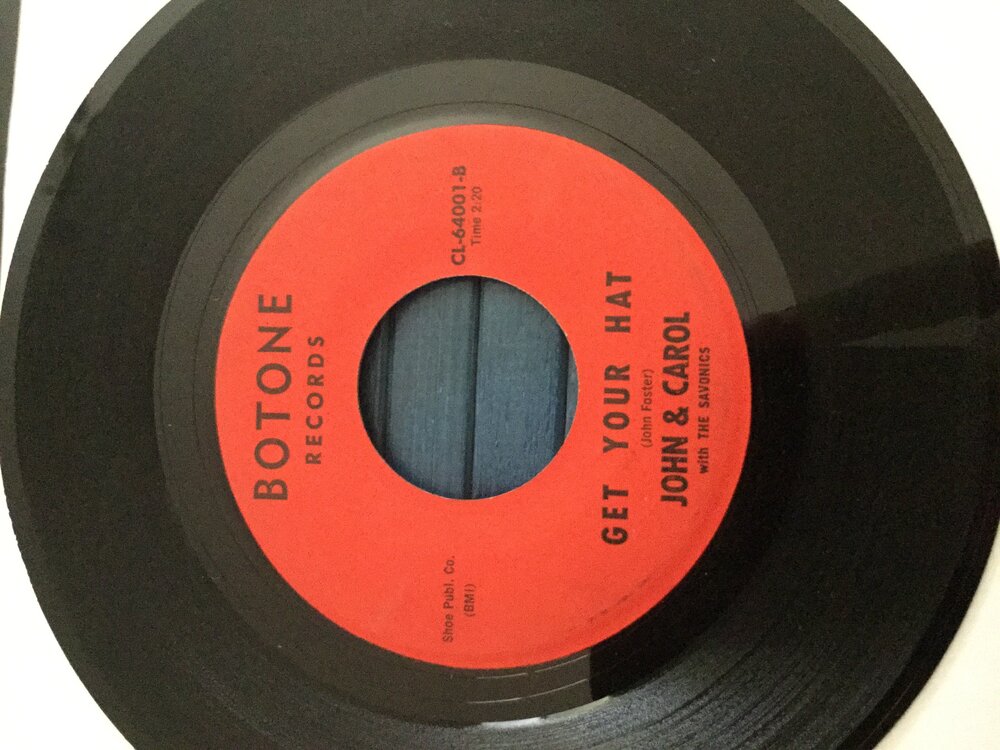 BOTONE
RECORDS
Shoe Publ. Co.
(BMI)
CL-64001-B
Time 2:20
GET YOUR HAT
(John Foster)
JOHN & CAROL
with THE SAVONICS